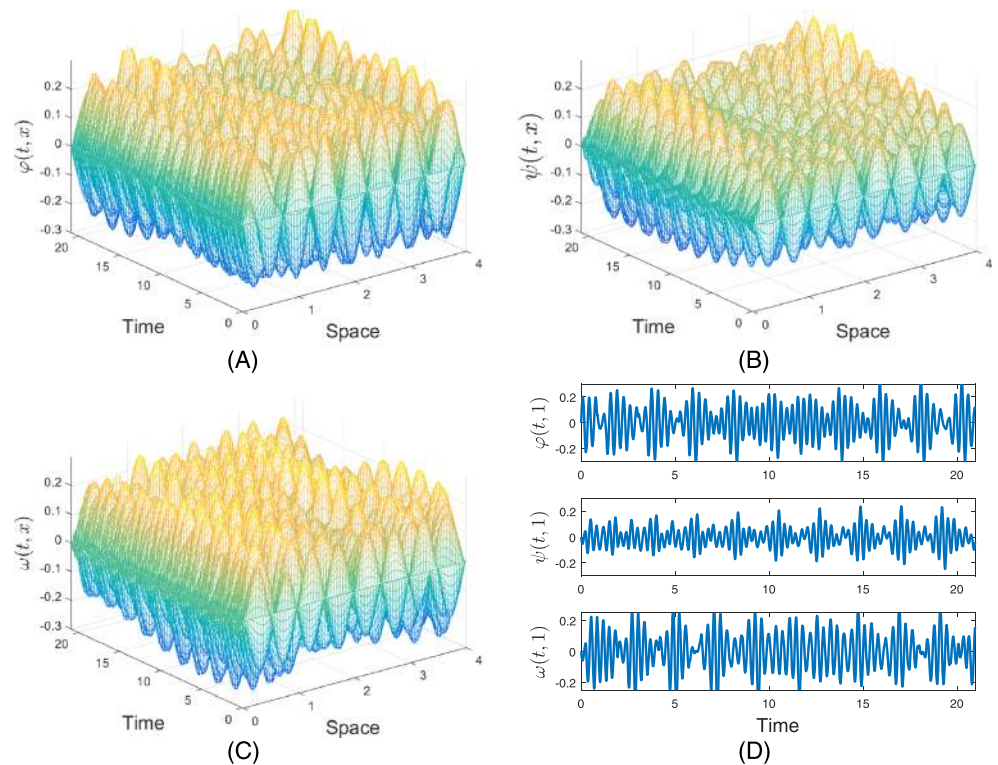 φ(t, x)
0.2
0.1
0
-0.1
-0.2
-0.3
20
15
10
5
0
0
1
2
3
4
Time
Space
(A)
ψ(t, x)
0.2
0.1
0
-0.1
-0.2
-0.3
20
15
10
5
0
0
1
2
3
4
Time
Space
(B)
ω(t, x)
0.2
0.1
0
-0.1
-0.2
-0.3
20
15
10
5
0
0
1
2
3
4
Time
Space
(C)
φ(t, 1)
0.2
0
-0.2
0 5 10 15 20
ψ(t, 1)
0.2
0
-0.2
0 5 10 15 20
ω(t, 1)
0.2
0
-0.2
0 5 10 15 20
Time
(D)